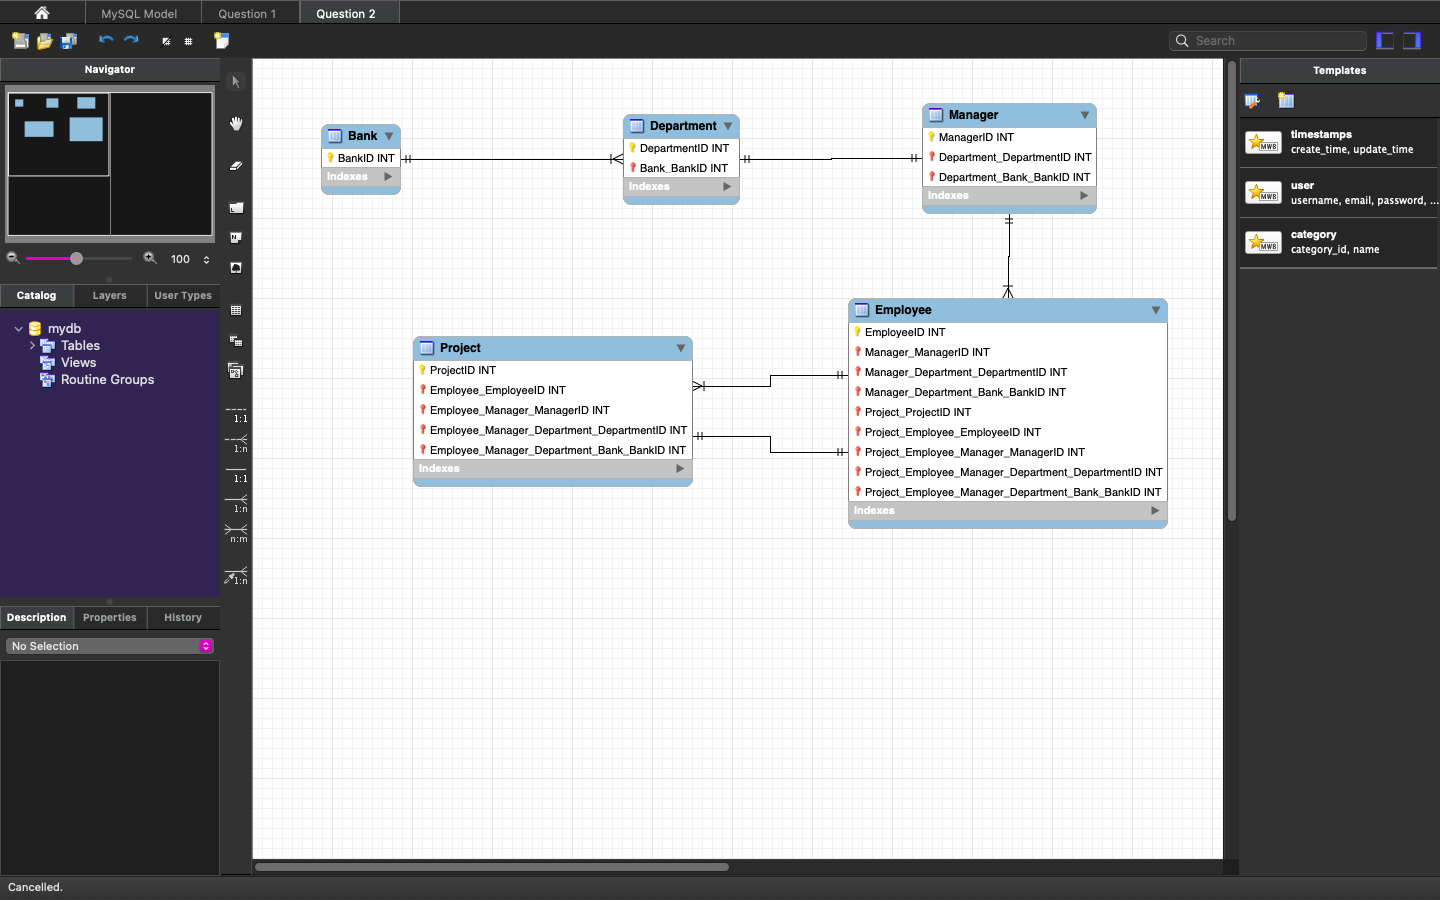 MySQL Model
Question 1
Question 2
Search
Navigator
100
Catalog
Layers
User Types
mydb
Tables
Views
Routine Groups
Description
Properties
History
No Selection
1:1
1:n
1:1
1:n
n:m
1:n
Bank
BankID INT
Indexes
Department
DepartmentID INT
Bank_BankID INT
Indexes
Manager
ManagerID INT
Department_DepartmentID INT
Department_Bank_BankID INT
Indexes
Project
ProjectID INT
Employee_EmployeeID INT
Employee_Manager_ManagerID INT
Employee_Manager_Department_DepartmentID INT
Employee_Manager_Department_Bank_BankID INT
Indexes
Employee
EmployeeID INT
Manager_ManagerID INT
Manager_Department_DepartmentID INT
Manager_Department_Bank_BankID INT
Project_ProjectID INT
Project_Employee_EmployeeID INT
Project_Employee_Manager_ManagerID INT
Project_Employee_Manager_Department_DepartmentID INT
Project_Employee_Manager_Department_Bank_BankID INT
Indexes
Templates
MWB
timestamps
create_time, update_time
MWB
user
username, email, password, ...
MWB
category
category_id, name
Cancelled.